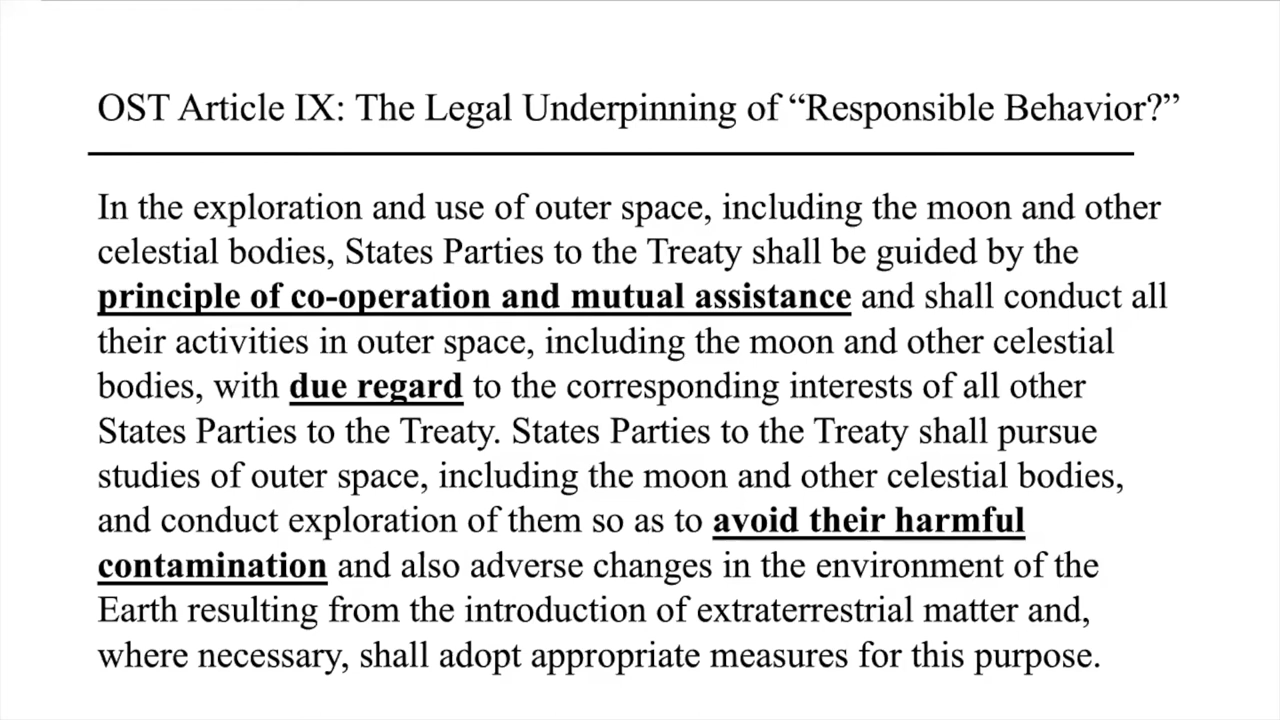 OST Article IX: The Legal Underpinning of “Responsible Behavior?”
In the exploration and use of outer space, including the moon and other
celestial bodies, States Parties to the Treaty shall be guided by the
principle of co-operation and mutual assistance and shall conduct all
their activities in outer space, including the moon and other celestial
bodies, with due regard to the corresponding interests of all other
States Parties to the Treaty. States Parties to the Treaty shall pursue
studies of outer space, including the moon and other celestial bodies,
and conduct exploration of them so as to avoid their harmful
contamination and also adverse changes in the environment of the
Earth resulting from the introduction of extraterrestrial matter and,
where necessary, shall adopt appropriate measures for this purpose.